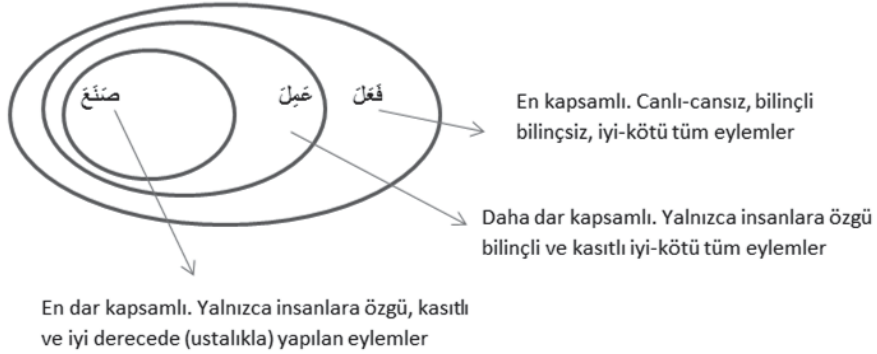 صَنَعَ عَمِلَ فَعَلَ
En kapsamlı. Canlı-cansız, bilinçli
bilinçsiz, iyi-kötü tüm eylemler
Daha dar kapsamlı. Yalnızca insanlara özgü
bilinçli ve kasıtlı iyi-kötü tüm eylemler
En dar kapsamlı. Yalnızca insanlara özgü, kasıtlı
ve iyi derecede (ustalıkla) yapılan eylemler